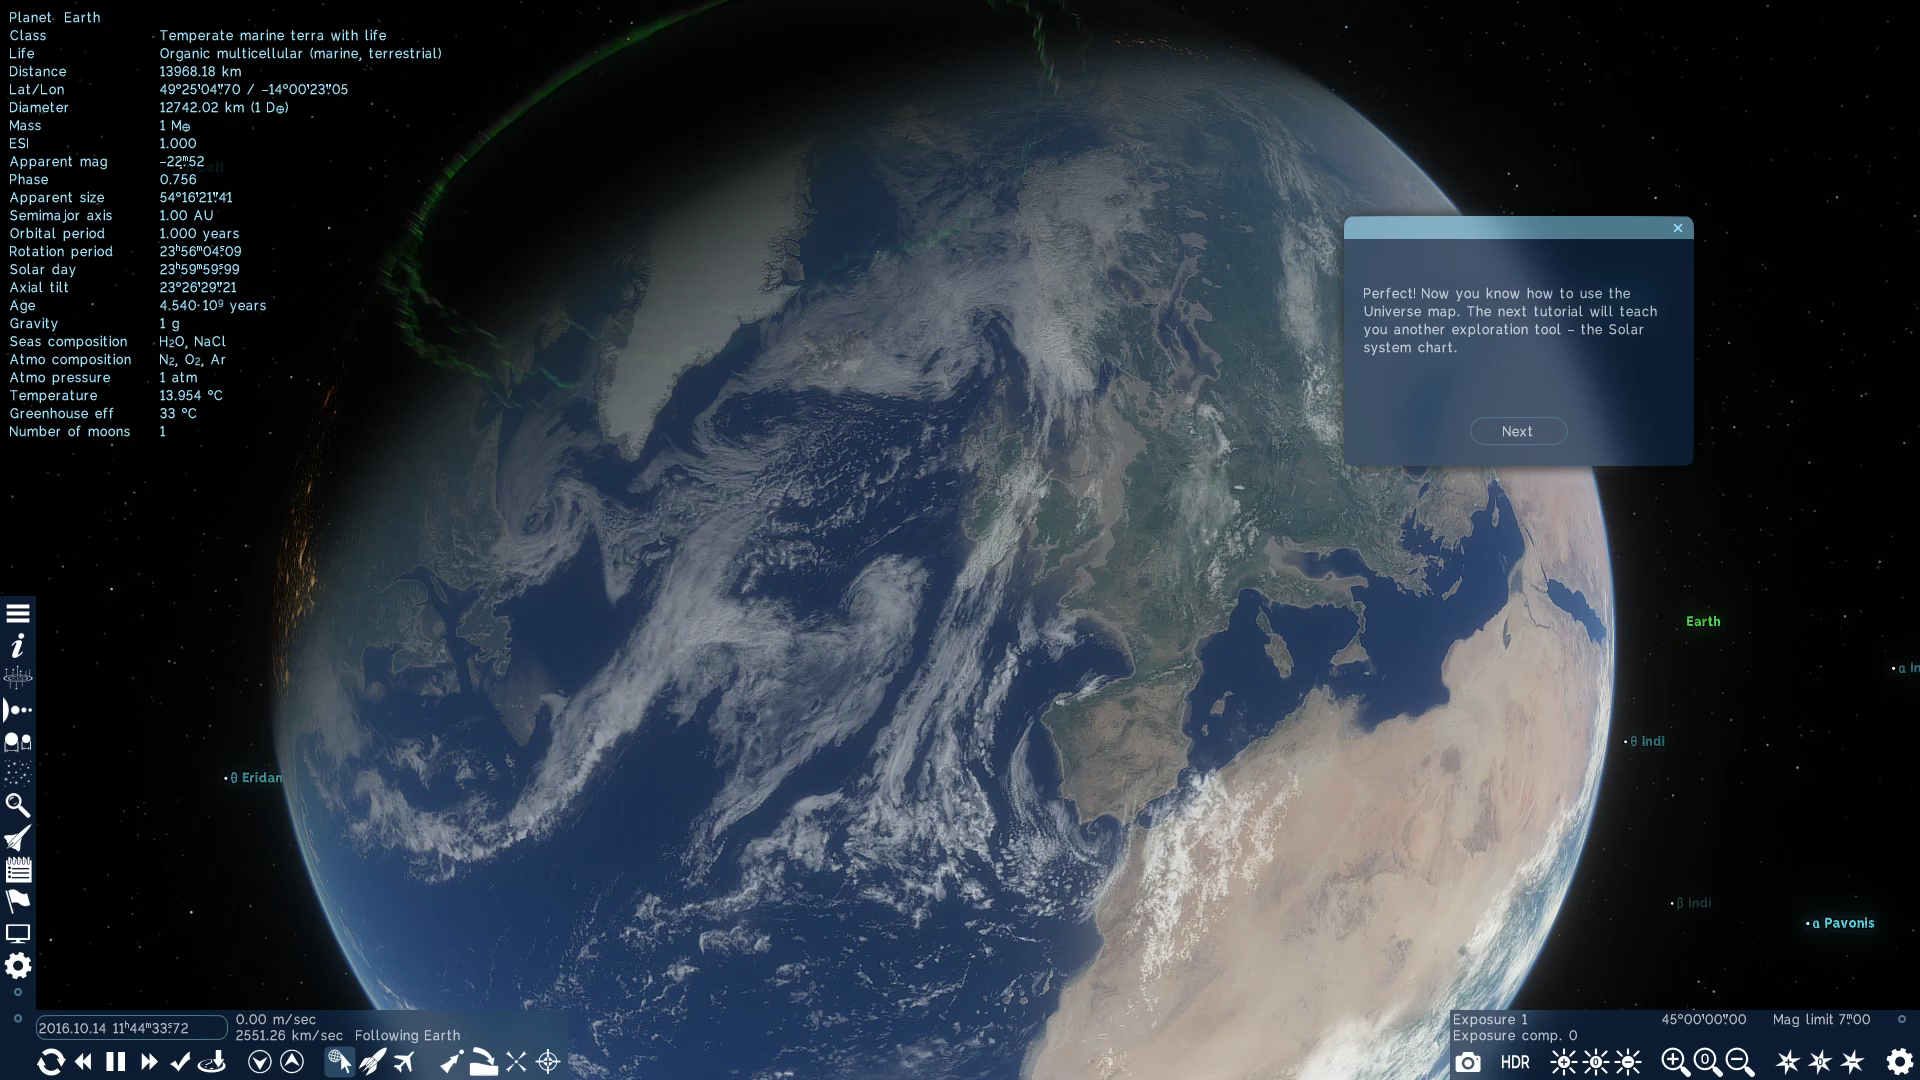 Planet Earth
Class Temperate marine terra with life
Life Organic multicellular (marine, terrestrial)
Distance 13968.18 km
Lat/Lon 49°25'04"70 / -14°00'23"05
Diameter 12742.02 km (1 D⊕)
Mass 1 M⊕
ESI 1.000
Apparent mag -22ᵐ52
Phase 0.756
Apparent size 54°16'21"41
Semimajor axis 1.00 AU
Orbital period 1.000 years
Rotation period 23ʰ56ᵐ04ˢ09
Solar day 23ʰ59ᵐ59ˢ99
Axial tilt 23°26'29"21
Age 4.540·10⁹ years
Gravity 1 g
Seas composition H₂O, NaCl
Atmo composition N₂, O₂, Ar
Atmo pressure 1 atm
Temperature 13.954 °C
Greenhouse eff 33 °C
Number of moons 1
Perfect! Now you know how to use the
Universe map. The next tutorial will teach
you another exploration tool – the Solar
system chart.
Next
Earth
α In
θ Indi
θ Eridan
β Indi
α Pavonis
2016.10.14 11ʰ44ᵐ33ˢ72
0.00 m/sec
2551.26 km/sec Following Earth
Exposure 1 45°00'00"00 Mag limit 7ᵐ00
Exposure comp. 0
HDR
0